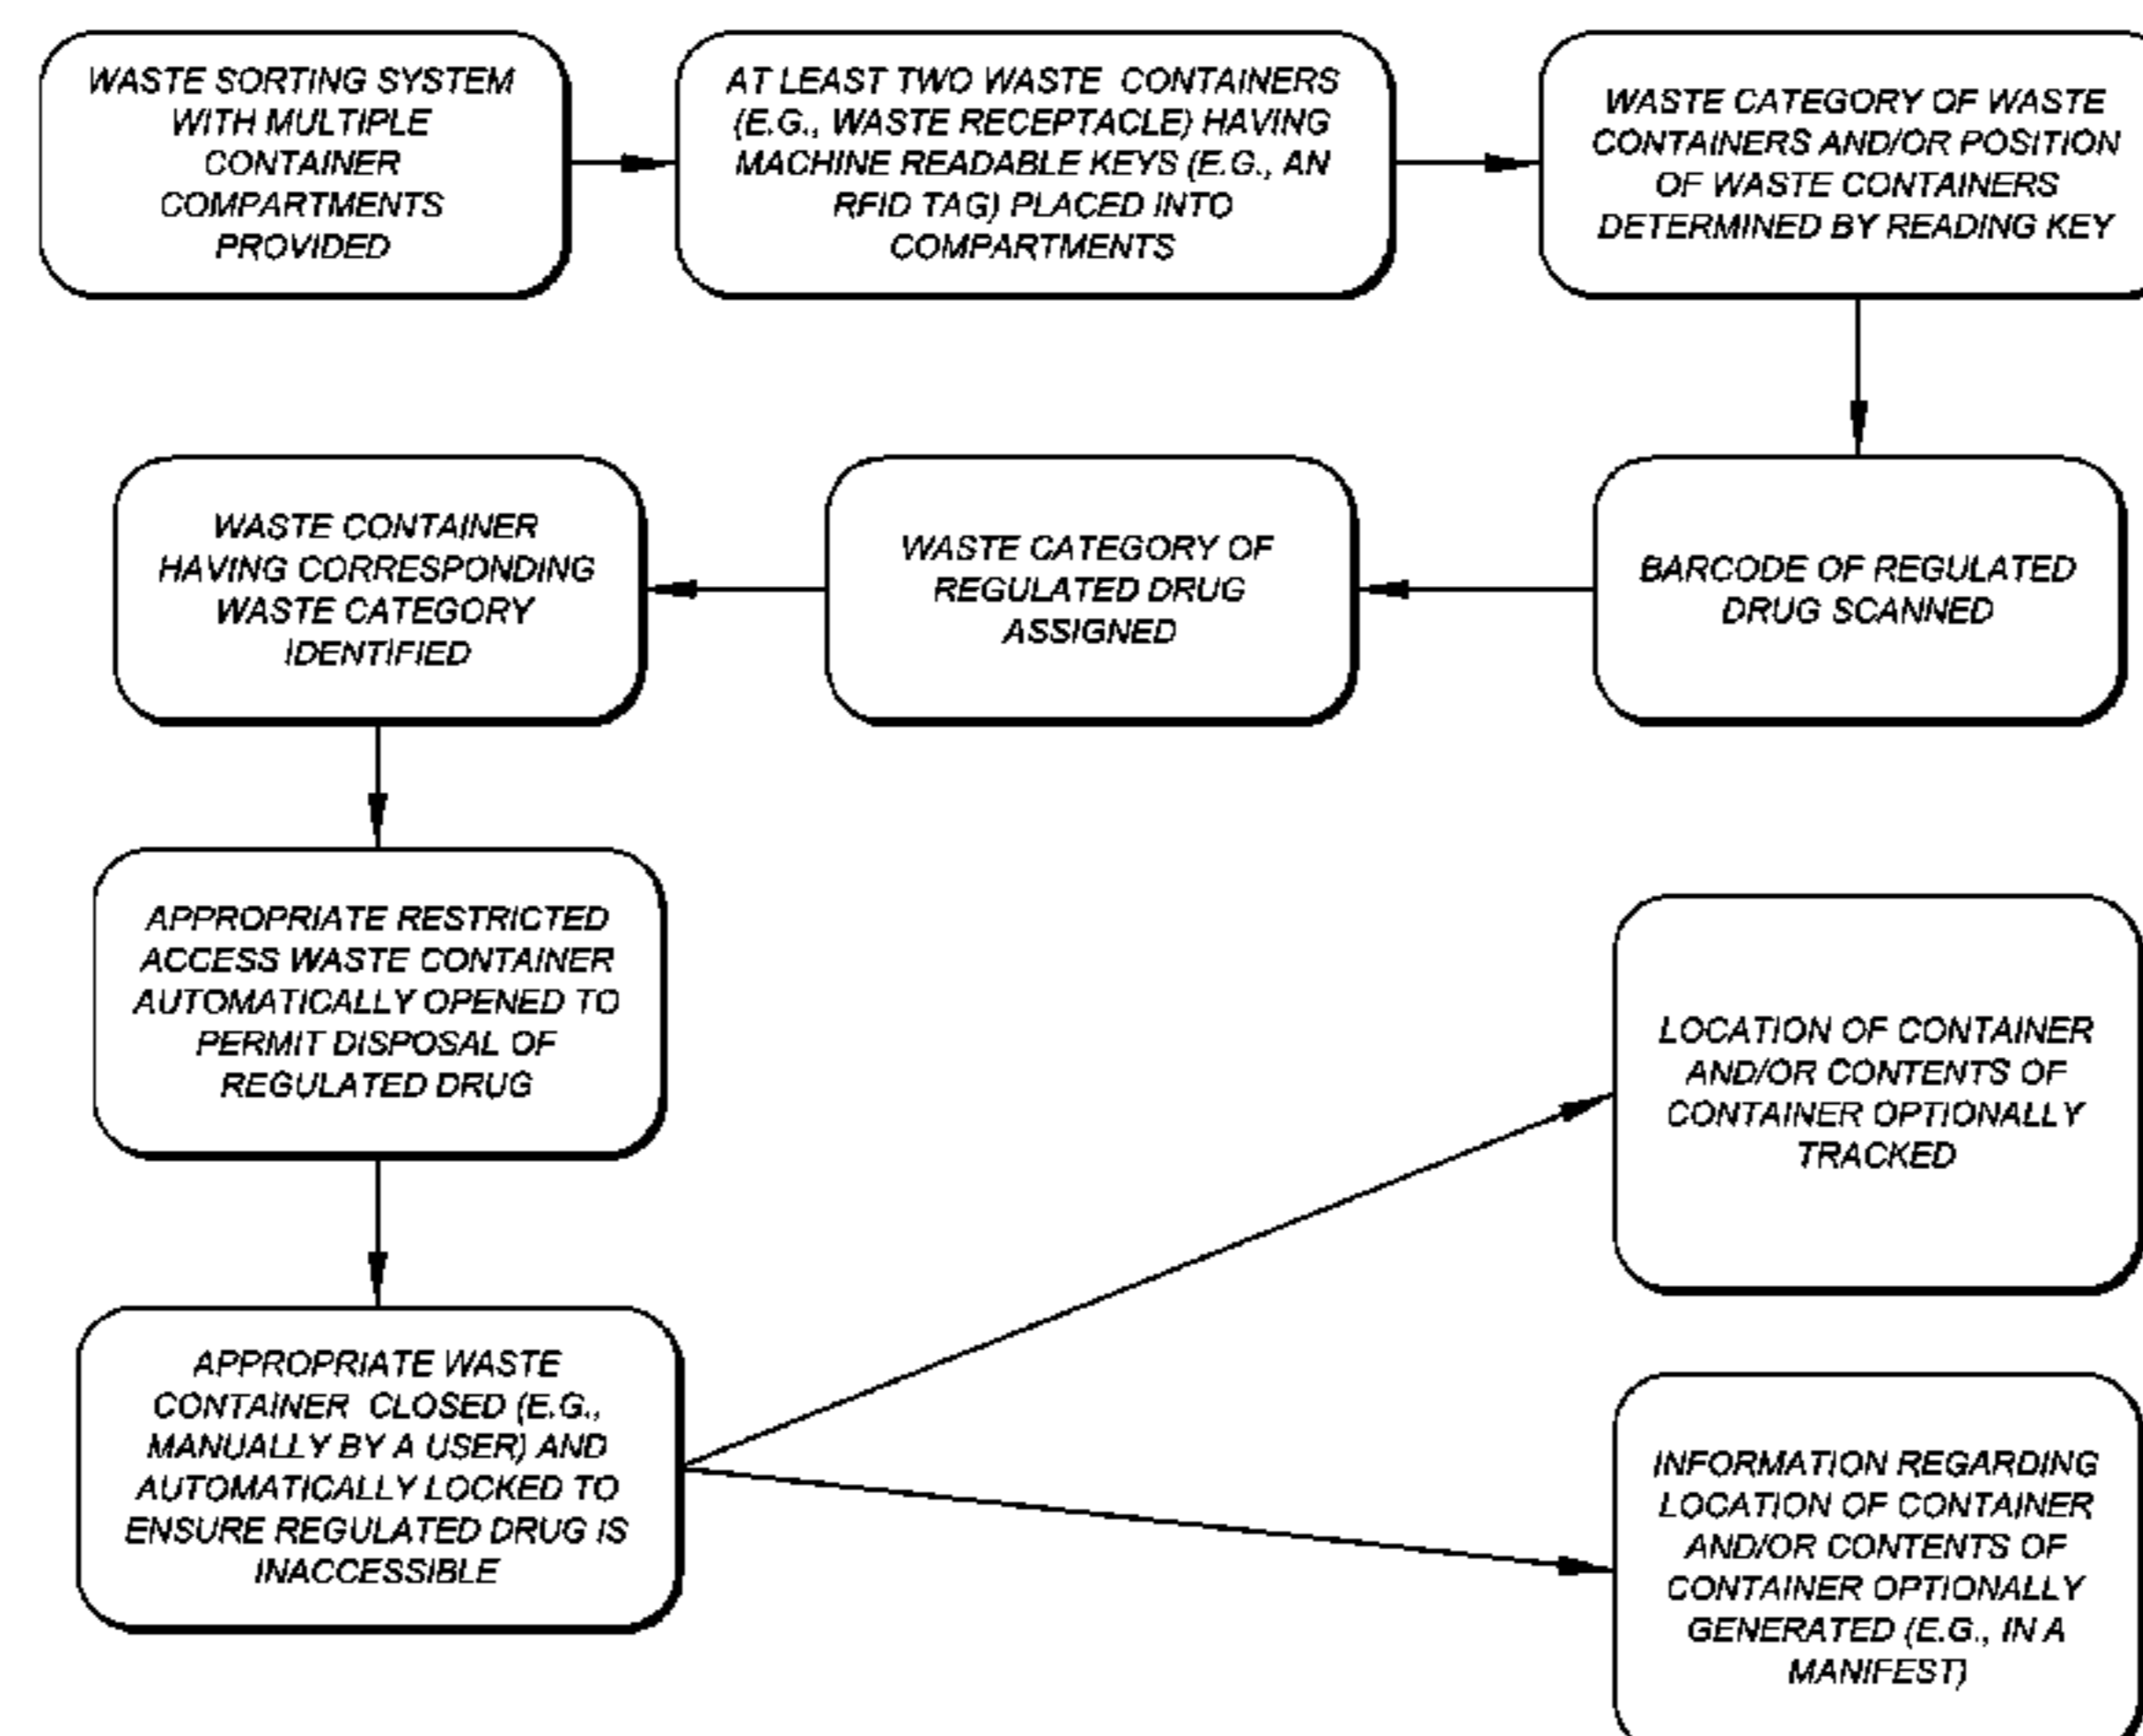 WASTE SORTING SYSTEM
WITH MULTIPLE
CONTAINER
COMPARTMENTS
PROVIDED
AT LEAST TWO WASTE CONTAINERS
(E.G., WASTE RECEPTACLE) HAVING
MACHINE READABLE KEYS (E.G., AN
RFID TAG) PLACED INTO
COMPARTMENTS
WASTE CATEGORY OF WASTE
CONTAINERS AND/OR POSITION
OF WASTE CONTAINERS
DETERMINED BY READING KEY
BARCODE OF REGULATED
DRUG SCANNED
WASTE CATEGORY OF
REGULATED DRUG
ASSIGNED
WASTE CONTAINER
HAVING CORRESPONDING
WASTE CATEGORY
IDENTIFIED
APPROPRIATE RESTRICTED
ACCESS WASTE CONTAINER
AUTOMATICALLY OPENED TO
PERMIT DISPOSAL OF
REGULATED DRUG
APPROPRIATE WASTE
CONTAINER CLOSED (E.G.,
MANUALLY BY A USER) AND
AUTOMATICALLY LOCKED TO
ENSURE REGULATED DRUG IS
INACCESSIBLE
LOCATION OF CONTAINER
AND/OR CONTENTS OF
CONTAINER OPTIONALLY
TRACKED
INFORMATION REGARDING
LOCATION OF CONTAINER
AND/OR CONTENTS OF
CONTAINER OPTIONALLY
GENERATED (E.G., IN A
MANIFEST)